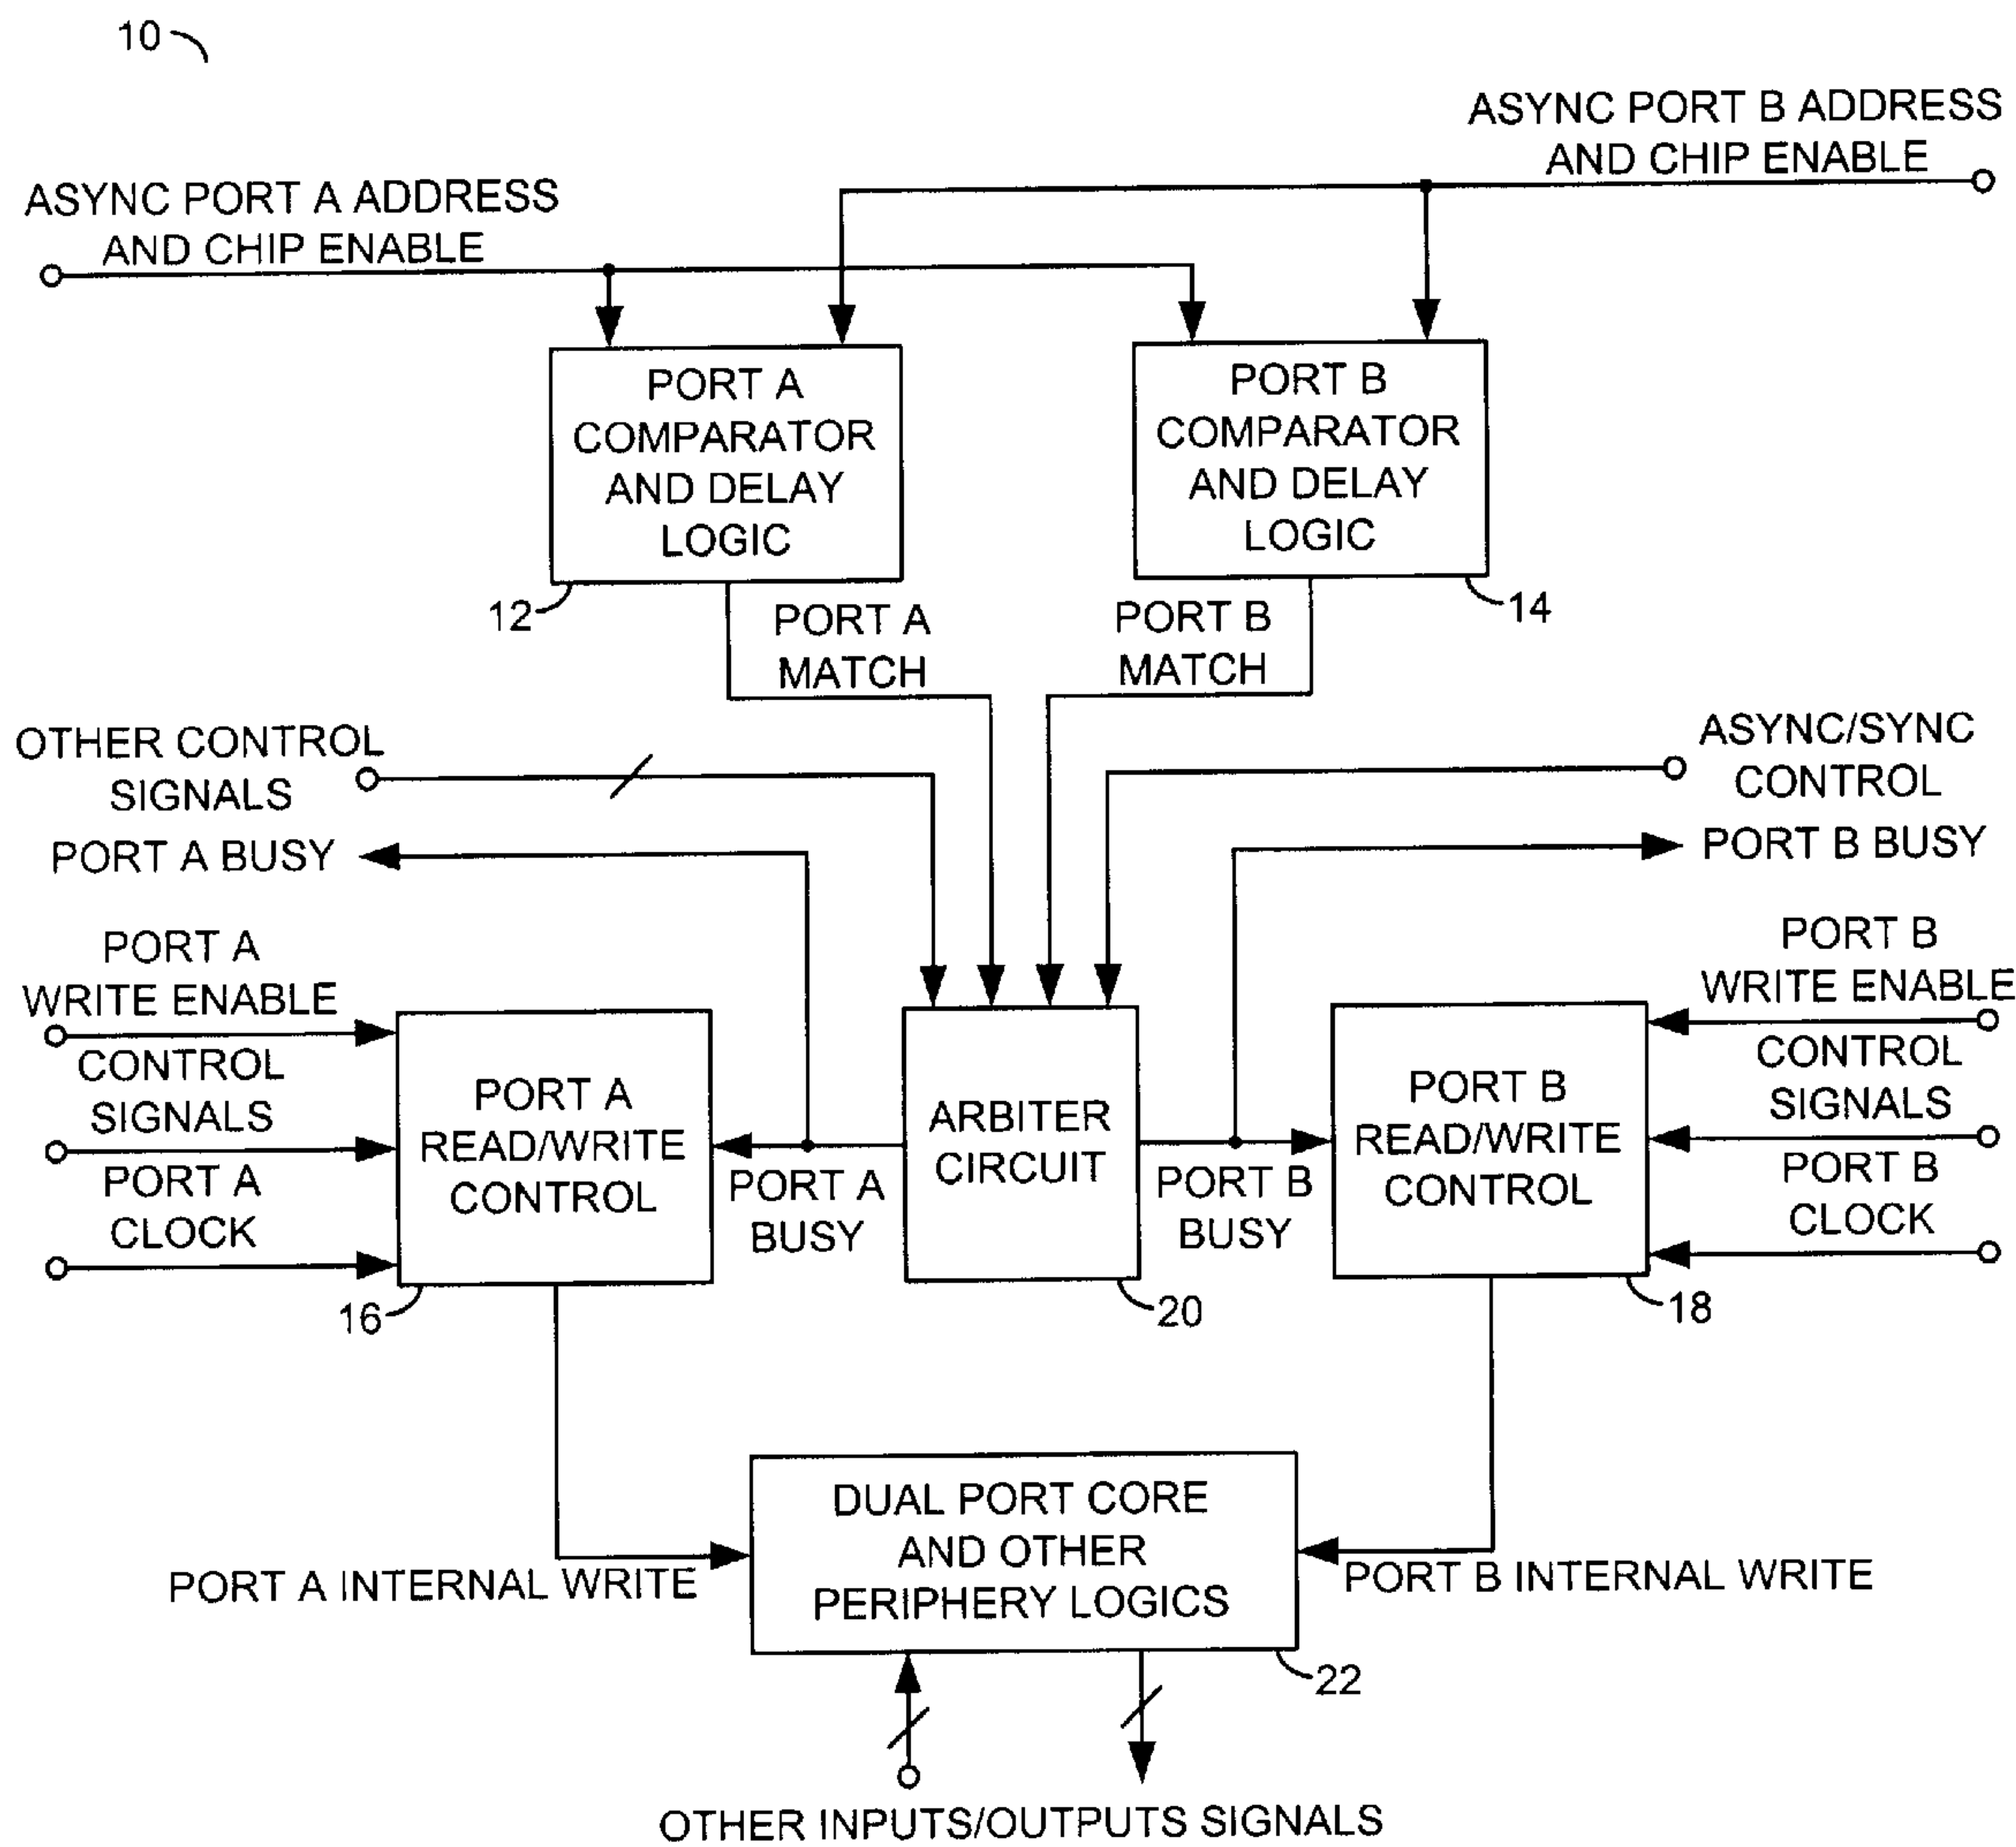 10
ASYNC PORT B ADDRESS
AND CHIP ENABLE
ASYNC PORT A ADDRESS
AND CHIP ENABLE
PORT A
COMPARATOR
AND DELAY
LOGIC
12
PORT B
COMPARATOR
AND DELAY
LOGIC
14
PORT A
MATCH
PORT B
MATCH
OTHER CONTROL
SIGNALS
ASYNC/SYNC
CONTROL
PORT A BUSY
PORT B BUSY
PORT A
WRITE ENABLE
CONTROL
SIGNALS
PORT A
CLOCK
PORT A
READ/WRITE
CONTROL
16
PORT A
BUSY
ARBITER
CIRCUIT
20
PORT B
BUSY
PORT B
READ/WRITE
CONTROL
18
PORT B
WRITE ENABLE
CONTROL
SIGNALS
PORT B
CLOCK
PORT A INTERNAL WRITE
DUAL PORT CORE
AND OTHER
PERIPHERY LOGICS
22
PORT B INTERNAL WRITE
OTHER INPUTS/OUTPUTS SIGNALS